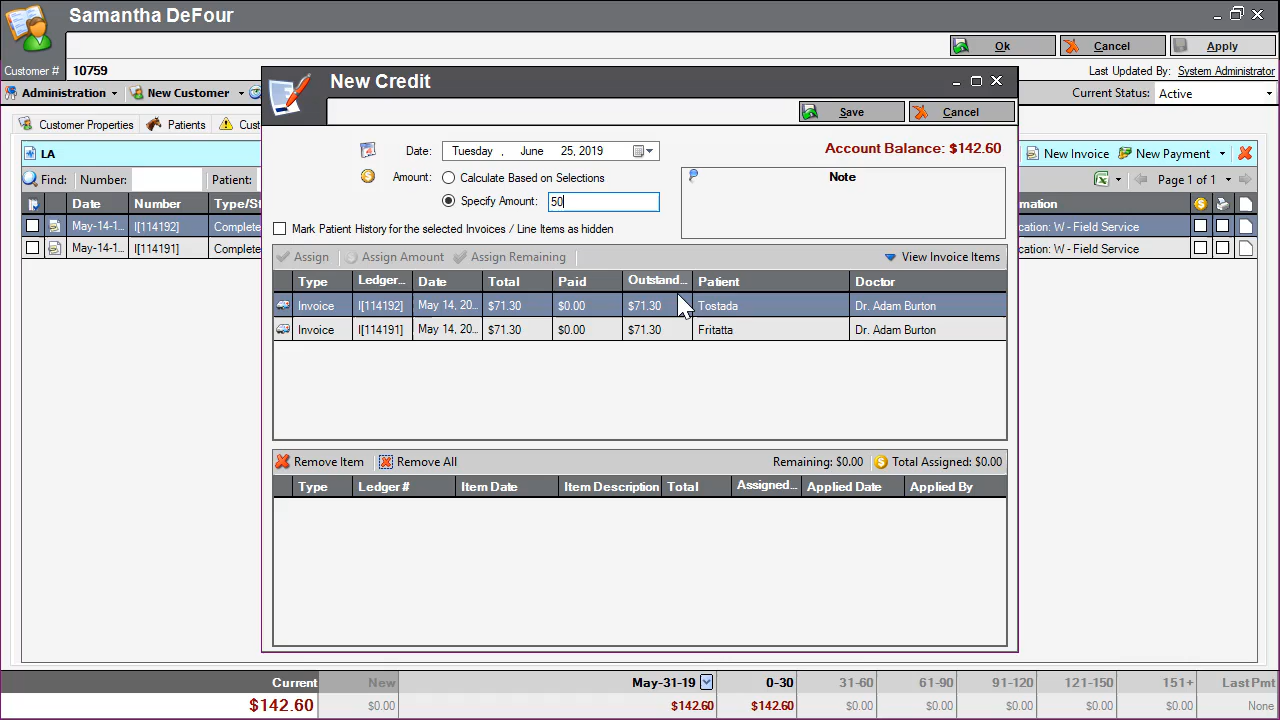 Samantha DeFour
Ok Cancel Apply
Customer # 10759
Last Updated By: System Administrator
Administration New Customer Current Status: Active
Customer Properties Patients Cust
LA New Invoice New Payment
Find: Number: Patient: Page 1 of 1
Date Number Type/St mation
May-14-1... I[114192] Complete cation: W - Field Service
May-14-1... I[114191] Complete cation: W - Field Service
New Credit
Save Cancel
Date: Tuesday , June 25, 2019 Account Balance: $142.60
Amount: Calculate Based on Selections Note
Specify Amount: 50
Mark Patient History for the selected Invoices / Line Items as hidden
Assign Assign Amount Assign Remaining View Invoice Items
Type Ledger... Date Total Paid Outstand... Patient Doctor
Invoice I[114192] May 14, 20... $71.30 $0.00 $71.30 Tostada Dr. Adam Burton
Invoice I[114191] May 14, 20... $71.30 $0.00 $71.30 Fritatta Dr. Adam Burton
Remove Item Remove All Remaining: $0.00 Total Assigned: $0.00
Type Ledger # Item Date Item Description Total Assigned... Applied Date Applied By
Current New May-31-19 0-30 31-60 61-90 91-120 121-150 151+ Last Pmt
$142.60 $0.00 $142.60 $142.60 $0.00 $0.00 $0.00 $0.00 $0.00 None